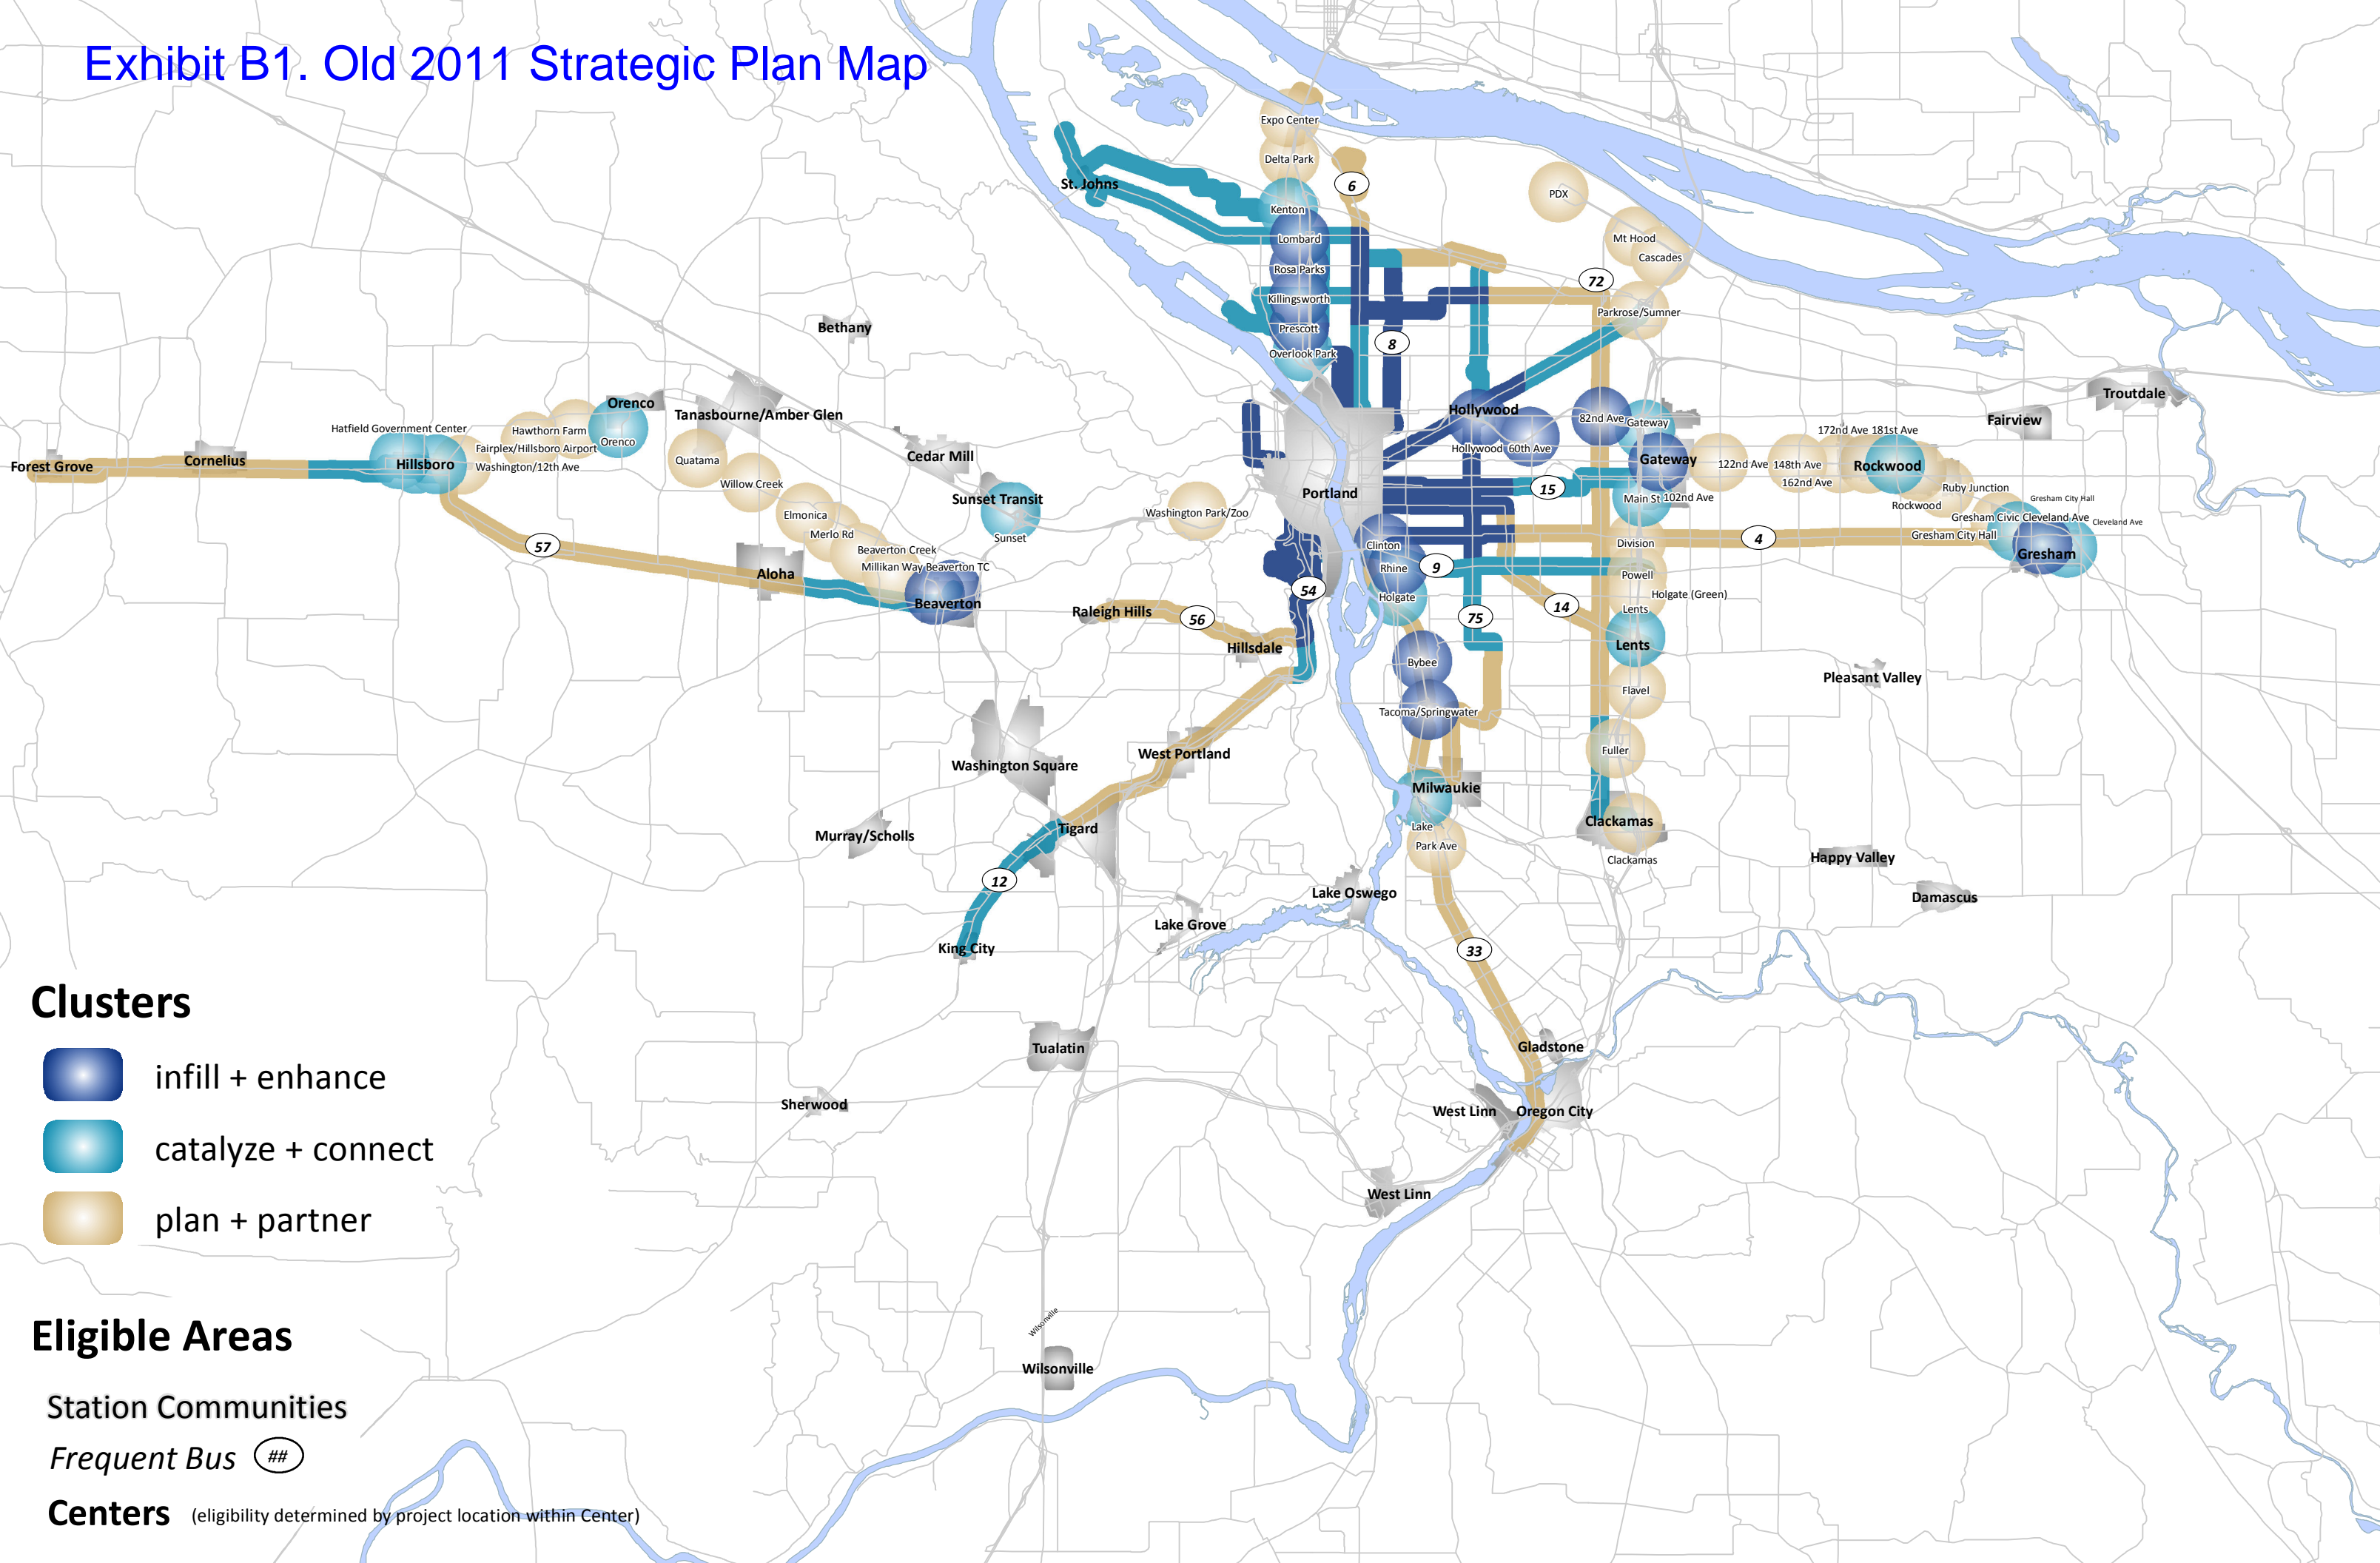 Exhibit B1. Old 2011 Strategic Plan Map
Expo Center
Delta Park
6
St. Johns
PDX
Kenton
Lombard
Mt Hood
Cascades
Rosa Parks
72
Killingsworth
Parkrose/Sumner
Bethany
Prescott
8
Overlook Park
Troutdale
Orenco
Tanasbourne/Amber Glen
Hollywood
82nd Ave
Gateway
Fairview
Hatfield Government Center
Hawthorn Farm
172nd Ave
181st Ave
Orenco
Fairplex/Hillsboro Airport
Hollywood
60th Ave
Cedar Mill
Forest Grove
Cornelius
Hillsboro
Washington/12th Ave
Quatama
Gateway
122nd Ave
148th Ave
Rockwood
Willow Creek
162nd Ave
15
Ruby Junction
Sunset Transit
Portland
Main St
102nd Ave
Gresham City Hall
Rockwood
Elmonica
Washington Park/Zoo
Gresham Civic
Cleveland Ave
Cleveland Ave
Merlo Rd
Sunset
Gresham City Hall
4
57
Clinton
Division
Beaverton Creek
Gresham
Millikan Way
Beaverton TC
Rhine
9
Powell
Aloha
54
Holgate
Holgate (Green)
Beaverton
Raleigh Hills
56
75
14
Lents
Hillsdale
Lents
Bybee
Pleasant Valley
Flavel
Tacoma/Springwater
West Portland
Fuller
Washington Square
Milwaukie
Clackamas
Tigard
Lake
Murray/Scholls
Park Ave
Clackamas
Happy Valley
12
Lake Oswego
Damascus
Lake Grove
King City
33
Clusters
infill + enhance
catalyze + connect
plan + partner
Gladstone
Tualatin
Sherwood
West Linn
Oregon City
West Linn
Wilsonville
Wilsonville
Eligible Areas
Station Communities
Frequent Bus ##
Centers (eligibility determined by project location within Center)